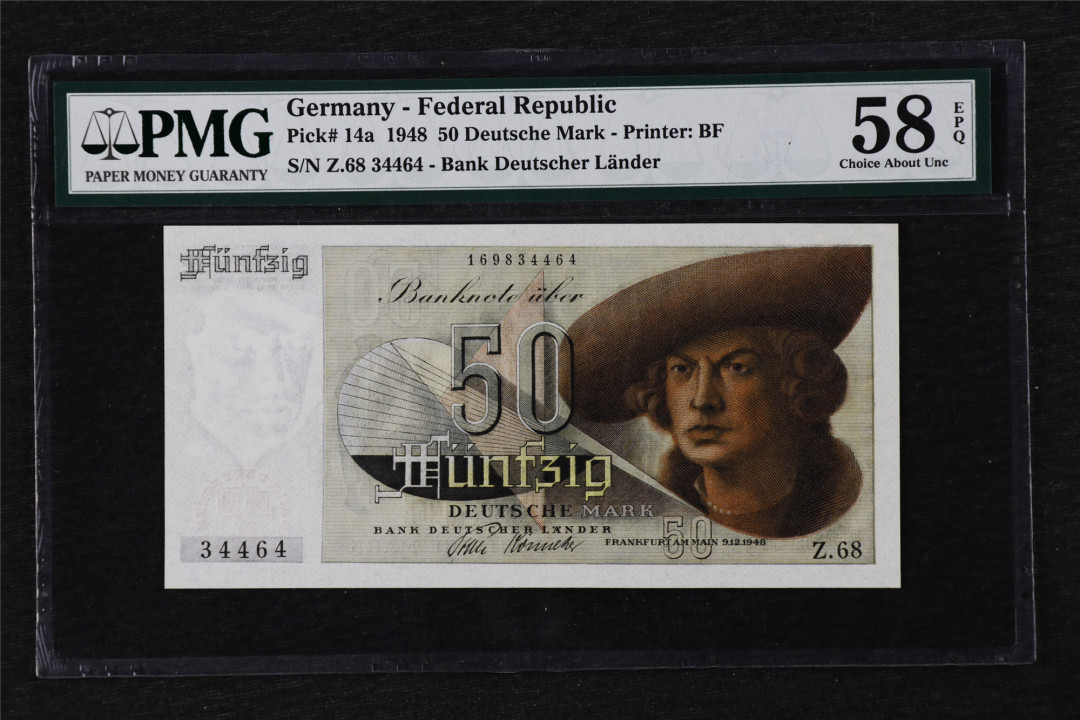 PMG
PAPER MONEY GUARANTY
Germany - Federal Republic
Pick# 14a 1948 50 Deutsche Mark - Printer: BF
S/N Z.68 34464 - Bank Deutscher Länder
58
EPQ
Choice About Unc
Fünfzig
169834464
Banknote über
50
Fünfzig
DEUTSCHE MARK
BANK DEUTSCHER LÄNDER
FRANKFURT AM MAIN 9.12.1948
50
34464
Z.68